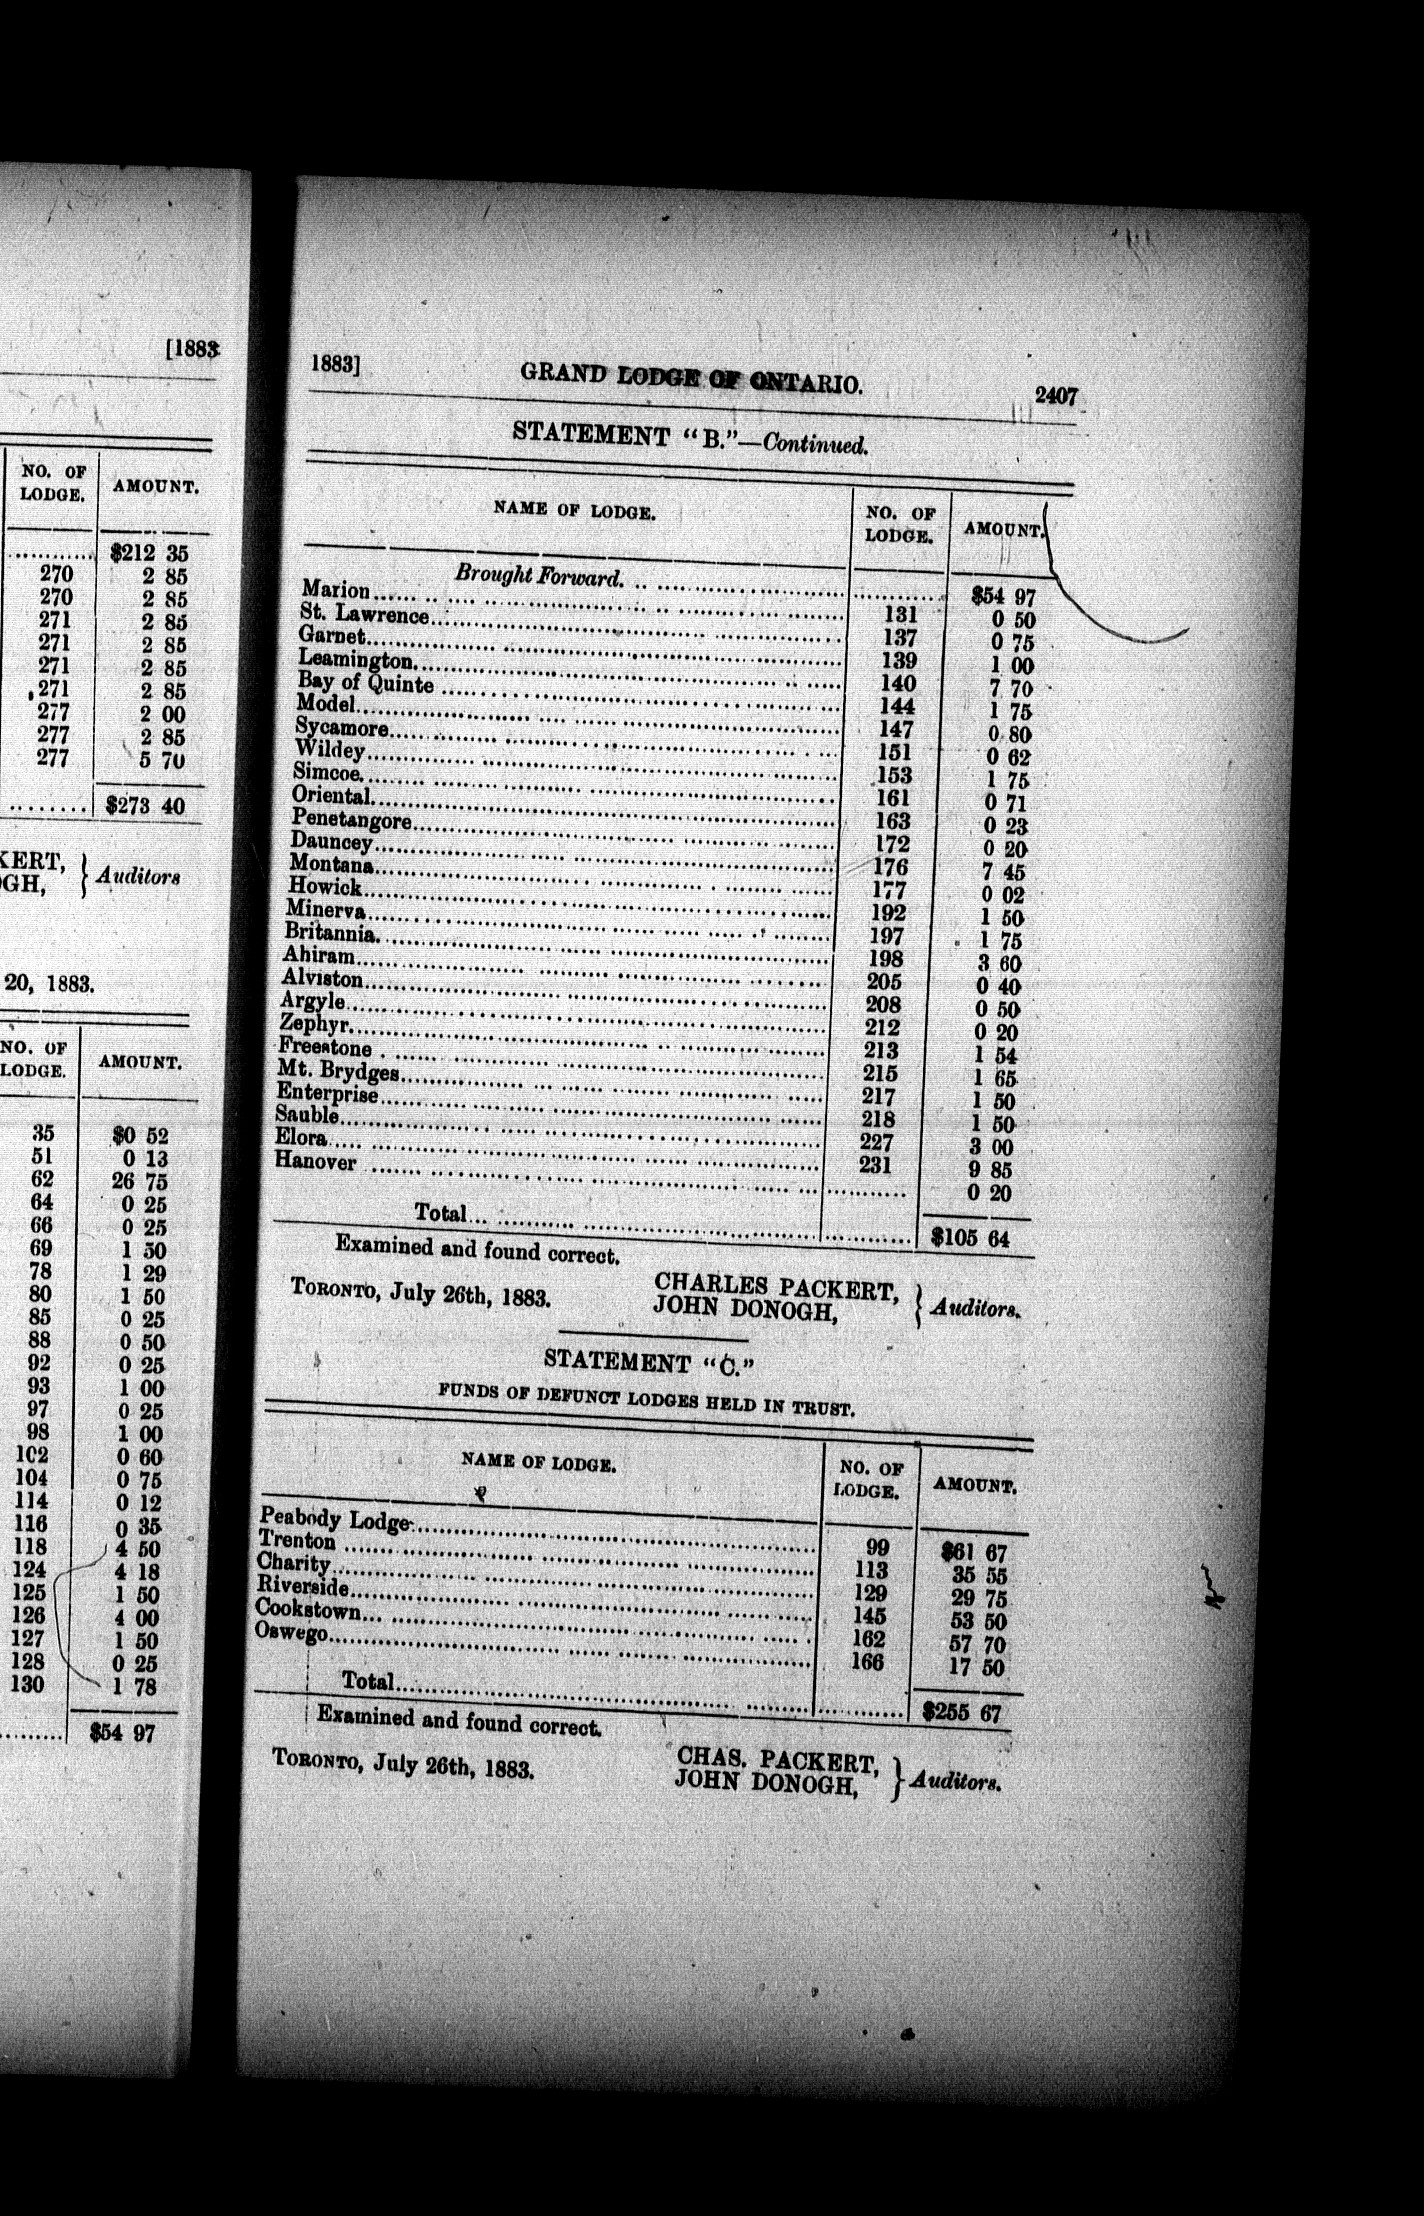 [1883
NO. OF LODGE. AMOUNT.
............ $212 35
270 2 85
270 2 85
271 2 85
271 2 85
271 2 85
271 2 85
277 2 00
277 2 85
277 5 70
........ $273 40
KERT, } Auditors
GH,
20, 1883.
NO. OF LODGE. AMOUNT.
35 $0 52
51 0 13
62 26 75
64 0 25
66 0 25
69 1 50
78 1 29
80 1 50
85 0 25
88 0 50
92 0 25
93 1 00
97 0 25
98 1 00
102 0 60
104 0 75
114 0 12
116 0 35
118 4 50
124 4 18
125 1 50
126 4 00
127 1 50
128 0 25
130 1 78
......... $54 97
1883] GRAND LODGE OF ONTARIO. 2407
STATEMENT "B."—Continued.
NAME OF LODGE. NO. OF LODGE. AMOUNT.
Brought Forward. ............ $54 97
Marion ............ 131 0 50
St. Lawrence ............ 137 0 75
Garnet ............ 139 1 00
Leamington ............ 140 7 70
Bay of Quinte ............ 144 1 75
Model ............ 147 0 80
Sycamore ............ 151 0 62
Wildey ............ 153 1 75
Simcoe ............ 161 0 71
Oriental ............ 163 0 23
Penetangore ............ 172 0 20
Dauncey ............ 176 7 45
Montana ............ 177 0 02
Howick ............ 192 1 50
Minerva ............ 197 1 75
Britannia ............ 198 3 60
Ahiram ............ 205 0 40
Alviston ............ 208 0 50
Argyle ............ 212 0 20
Zephyr ............ 213 1 54
Freestone ............ 215 1 65
Mt. Brydges ............ 217 1 50
Enterprise ............ 218 1 50
Sauble ............ 227 3 00
Elora ............ 231 9 85
Hanover ............ 0 20
Total ............ $105 64
Examined and found correct.
CHARLES PACKERT, } Auditors.
TORONTO, July 26th, 1883. JOHN DONOGH,
STATEMENT "C."
FUNDS OF DEFUNCT LODGES HELD IN TRUST.
NAME OF LODGE. NO. OF LODGE. AMOUNT.
Peabody Lodge ............ 99 $61 67
Trenton ............ 113 35 55
Charity ............ 129 29 75
Riverside ............ 145 53 50
Cookstown ............ 162 57 70
Oswego ............ 166 17 50
Total ............ $255 67
Examined and found correct.
CHAS. PACKERT, } Auditors.
TORONTO, July 26th, 1883. JOHN DONOGH,